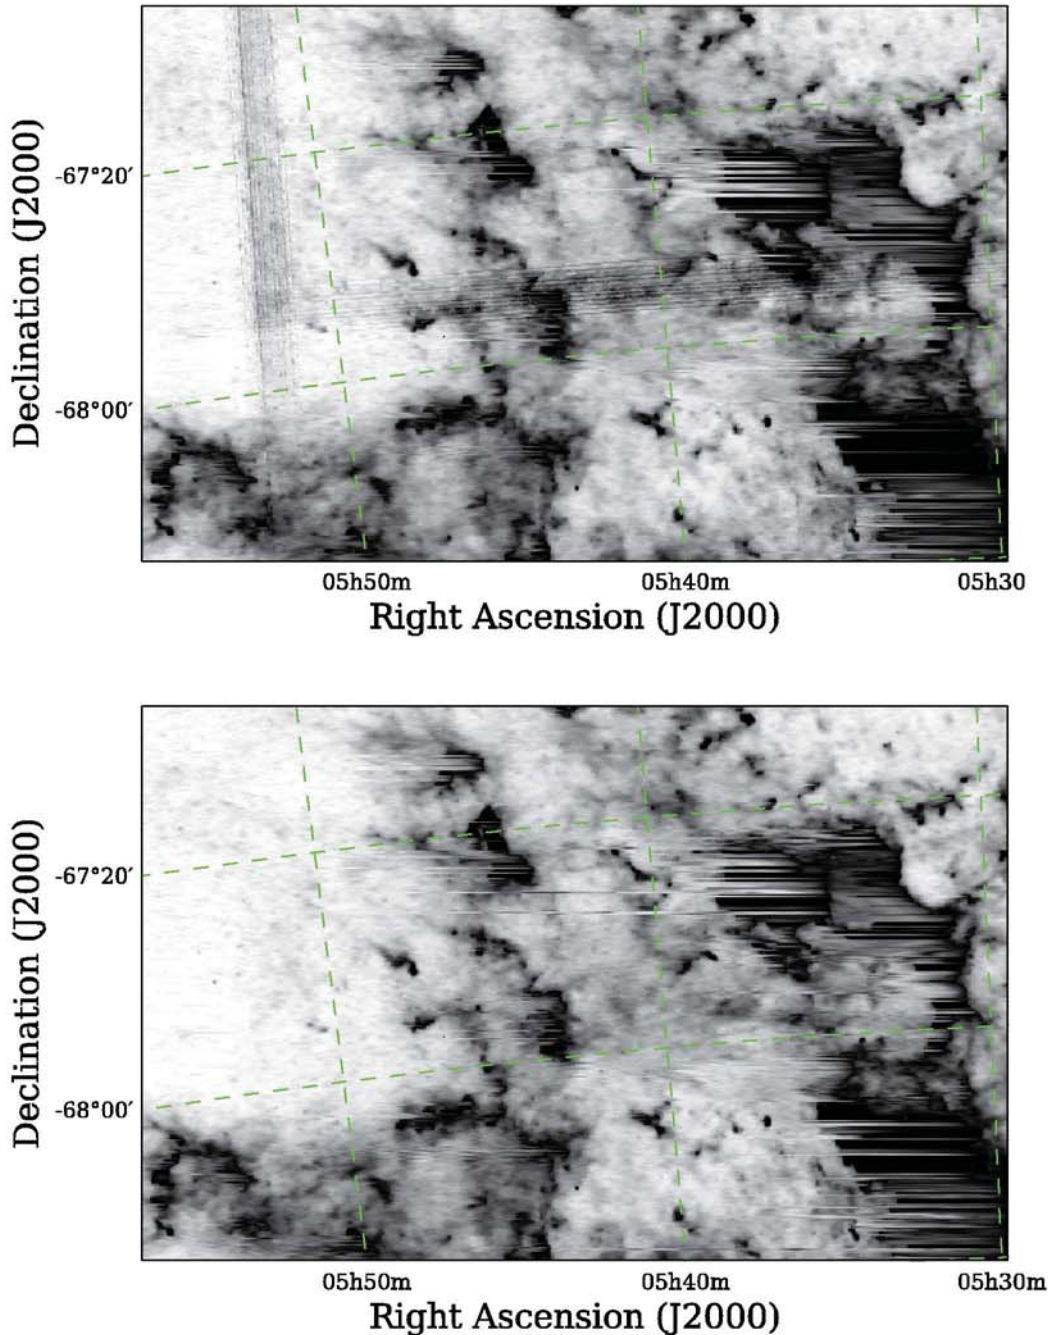 Declination (J2000)
-67°20′
-68°00′
05h50m
05h40m
05h30
Right Ascension (J2000)
Declination (J2000)
-67°20′
-68°00′
05h50m
05h40m
05h30m
Right Ascension (J2000)